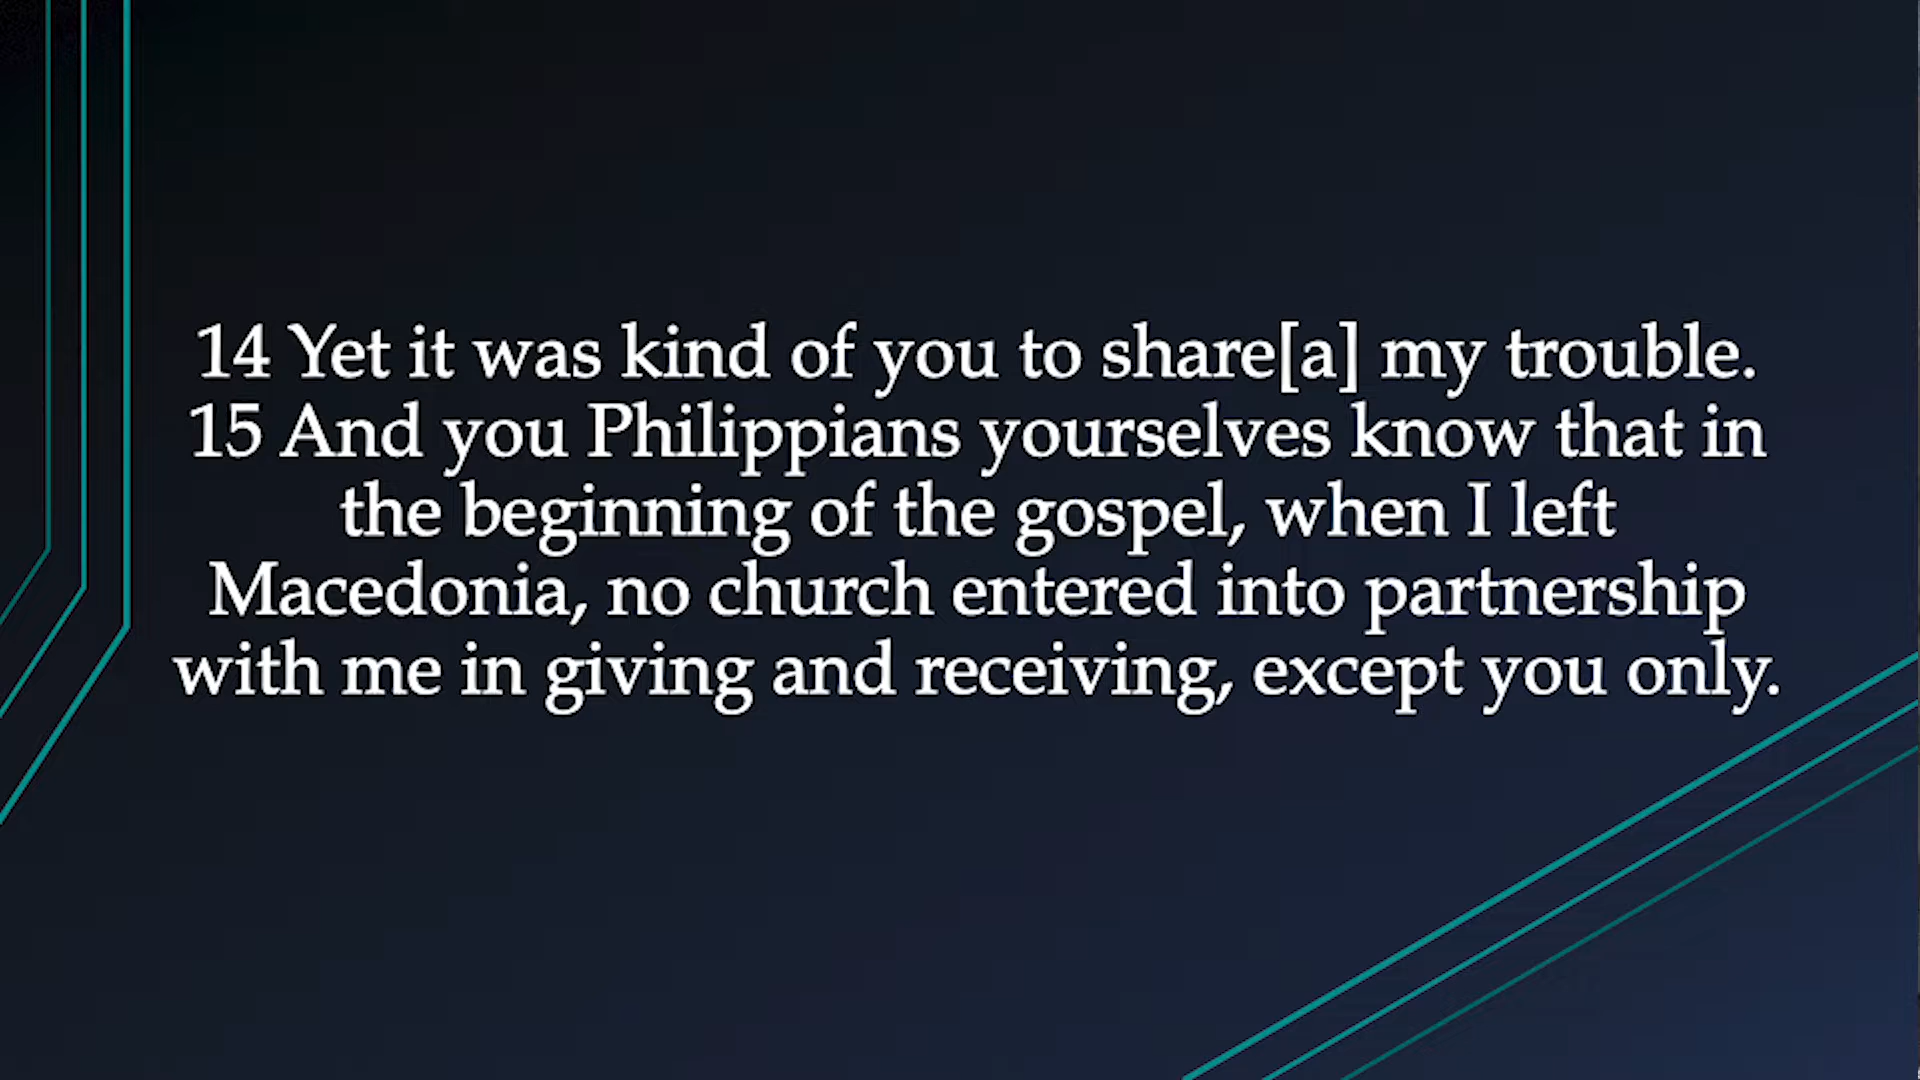 14 Yet it was kind of you to share[a] my trouble.
15 And you Philippians yourselves know that in
the beginning of the gospel, when I left
Macedonia, no church entered into partnership
with me in giving and receiving, except you only.